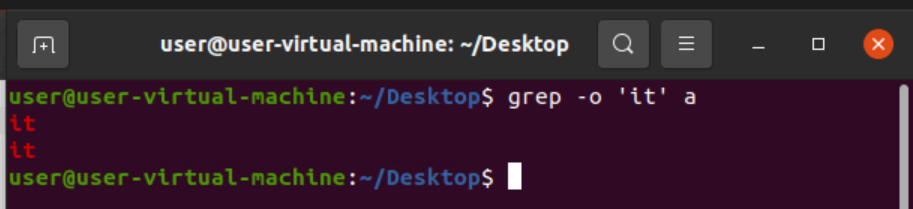 user@user-virtual-machine: ~/Desktop
user@user-virtual-machine:~/Desktop$ grep -o 'it' a
it
it
user@user-virtual-machine:~/Desktop$